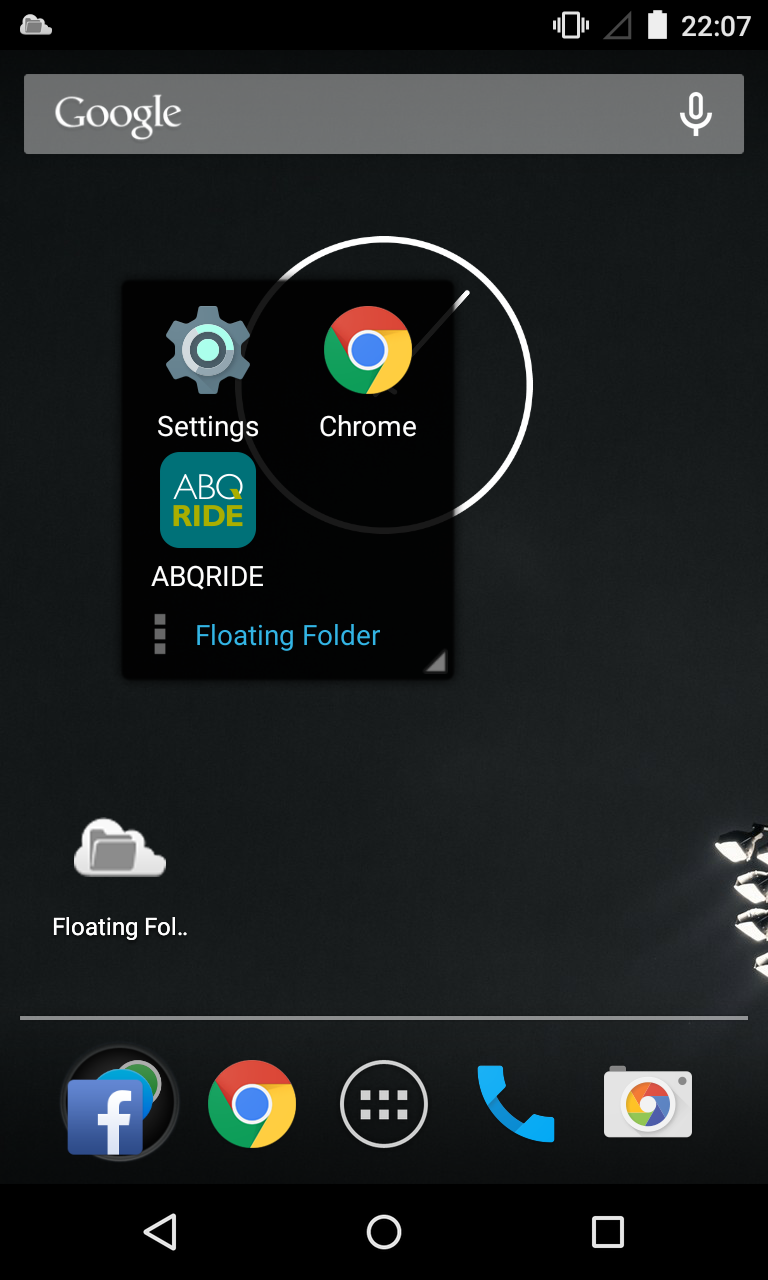 22:07
Google
Settings
Chrome
ABQ
RIDE
ABQRIDE
Floating Folder
Floating Fol..
f